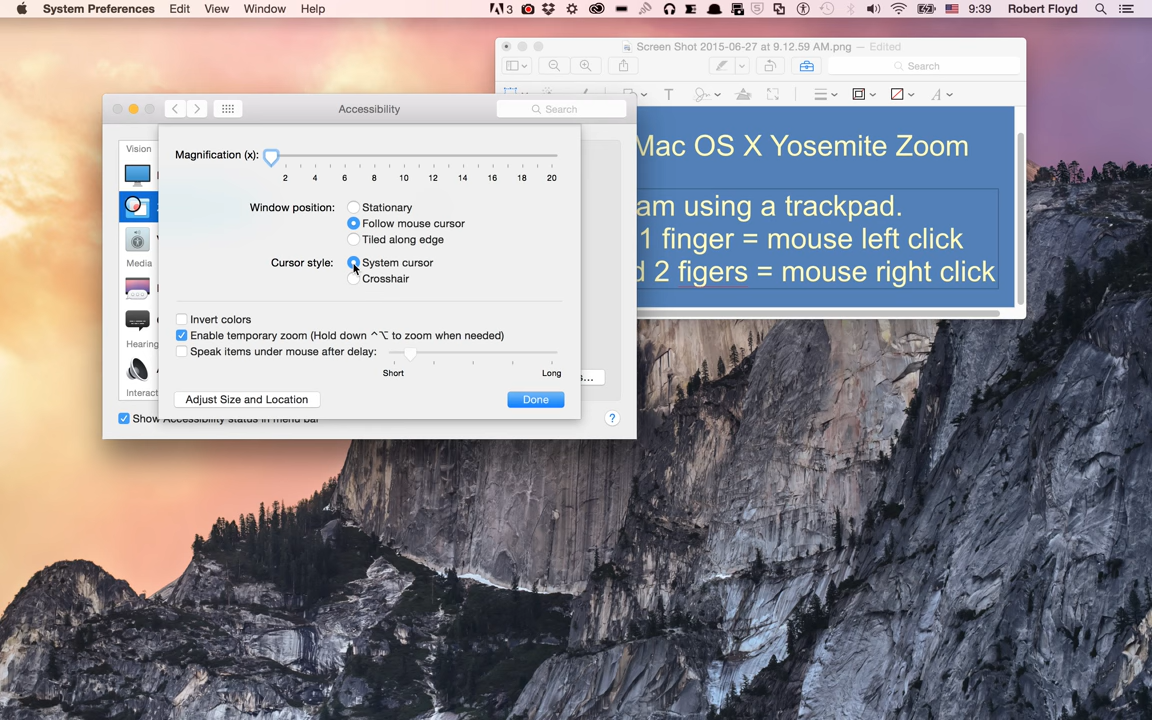 System Preferences Edit View Window Help
3
9:39 Robert Floyd
Screen Shot 2015-06-27 at 9.12.59 AM.png — Edited
Search
Accessibility
Search
Mac OS X Yosemite Zoom
am using a trackpad.
1 finger = mouse left click
2 figers = mouse right click
Vision
Media
Hearing
Interact
Magnification (x):
2 4 6 8 10 12 14 16 18 20
Window position:
Stationary
Follow mouse cursor
Tiled along edge
Cursor style:
System cursor
Crosshair
Invert colors
Enable temporary zoom (Hold down ^⌥ to zoom when needed)
Speak items under mouse after delay:
Short Long
Adjust Size and Location
Done
Show Accessibility status in menu bar
?